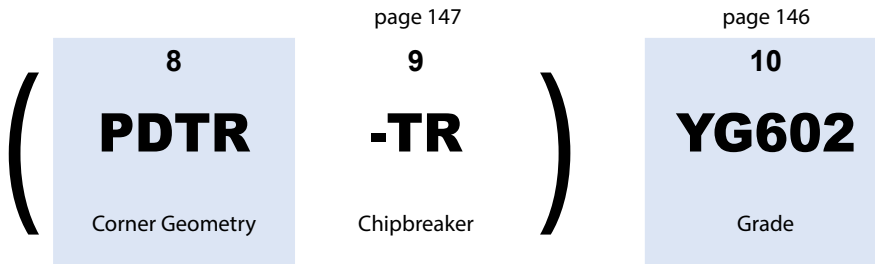 page 147 page 146
8 9 10
( PDTR -TR ) YG602
Corner Geometry Chipbreaker Grade